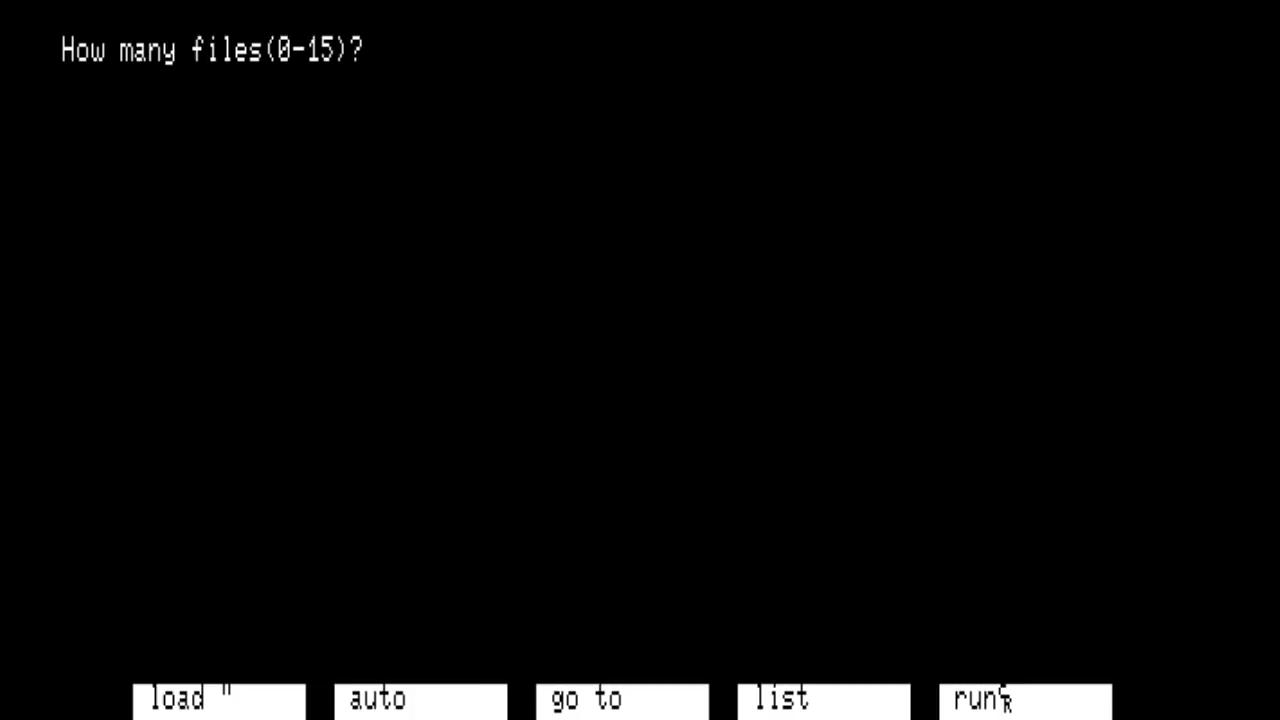 How many files(0-15)?
load " auto go to list run␍